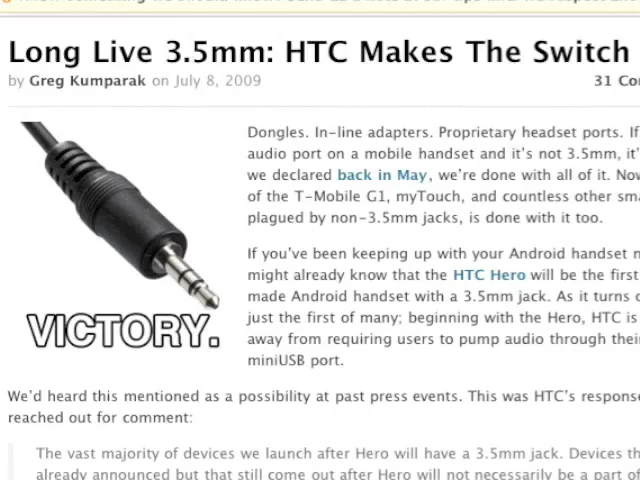 Long Live 3.5mm: HTC Makes The Switch
by Greg Kumparak on July 8, 2009
31
Dongles. In-line adapters. Proprietary headset ports. If
audio port on a mobile handset and it's not 3.5mm, it'
we declared back in May, we're done with all of it.
of the T-Mobile G1, myTouch, and countless other
plagued by non-3.5mm jacks, is done with it too.
If you've been keeping up with your Android handset
might already know that the HTC Hero will be the first
made Android handset with a 3.5mm jack. As it turns
just the first of many; beginning with the Hero, HTC is
away from requiring users to pump audio through
miniUSB port.
VICTORY.
We'd heard this mentioned as a possibility at past press events. This was HTC's
reached out for comment:
The vast majority of devices we launch after Hero will have a 3.5mm jack. Devices
already announced but that still come out after Hero will not necessarily be a part of